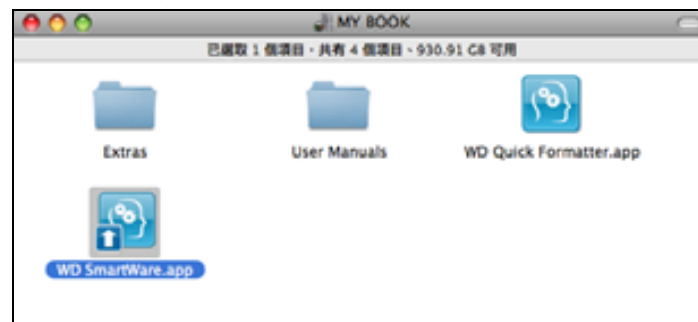 MY BOOK
已選取 1 個項目，共有 4 個項目、930.91 GB 可用
Extras
User Manuals
WD Quick Formatter.app
WD SmartWare.app